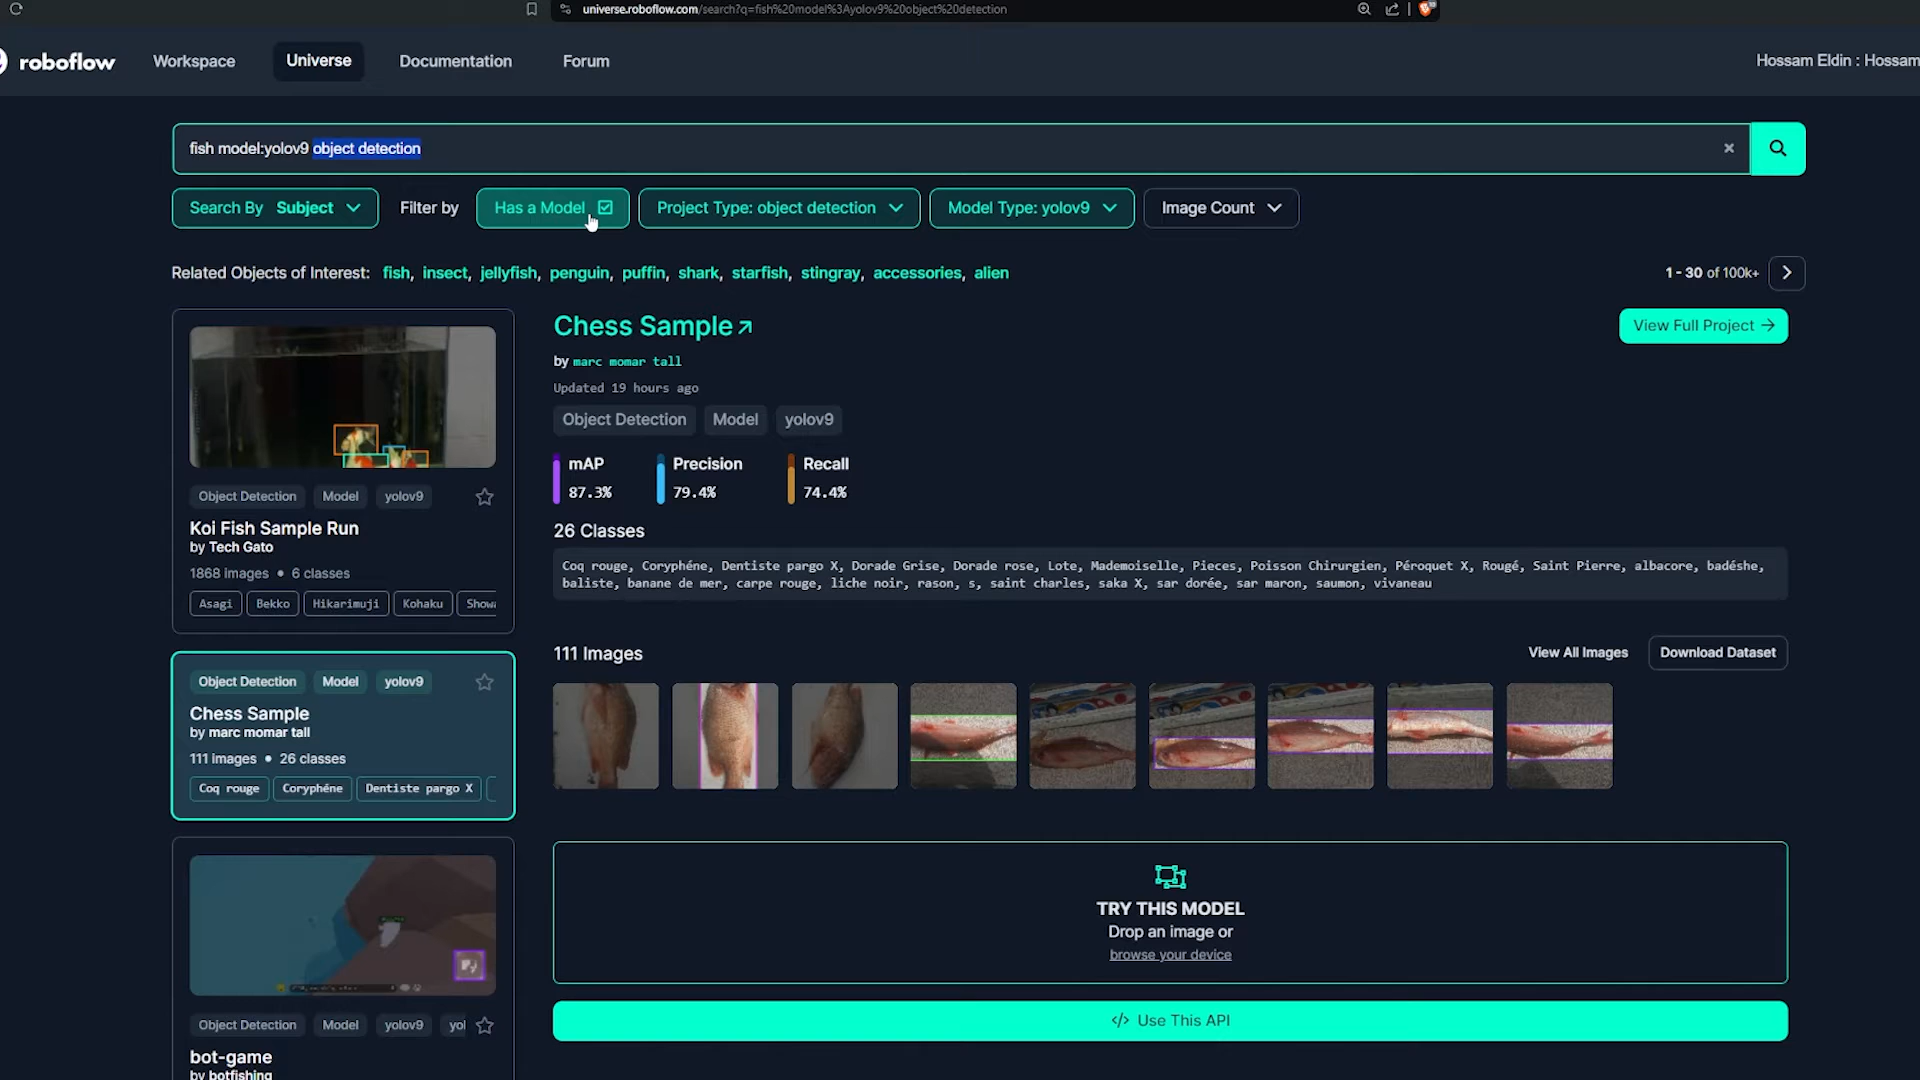 universe.roboflow.com/search?q=fish%20model%3Ayolov9%20object%20detection
roboflow
Workspace
Universe
Documentation
Forum
Hossam Eldin : Hossam
fish model:yolov9 object detection
Search By Subject
Filter by
Has a Model
Project Type: object detection
Model Type: yolov9
Image Count
Related Objects of Interest: fish, insect, jellyfish, penguin, puffin, shark, starfish, stingray, accessories, alien
1 - 30 of 100k+
Object Detection Model yolov9
Koi Fish Sample Run
by Tech Gato
1868 images • 6 classes
Asagi Bekko Hikarimuji Kohaku Showa
Object Detection Model yolov9
Chess Sample
by marc momar tall
111 images • 26 classes
Coq rouge Coryphéne Dentiste pargo X
Object Detection Model yolov9 yol
bot-game
by botfishing
Chess Sample
View Full Project
by marc momar tall
Updated 19 hours ago
Object Detection Model yolov9
mAP Precision Recall
87.3% 79.4% 74.4%
26 Classes
Coq rouge, Coryphéne, Dentiste pargo X, Dorade Grise, Dorade rose, Lote, Mademoiselle, Pieces, Poisson Chirurgien, Péroquet X, Rougé, Saint Pierre, albacore, badéshe,
baliste, banane de mer, carpe rouge, liche noir, rason, s, saint charles, saka X, sar dorée, sar maron, saumon, vivaneau
111 Images
View All Images
Download Dataset
TRY THIS MODEL
Drop an image or
browse your device
</> Use This API